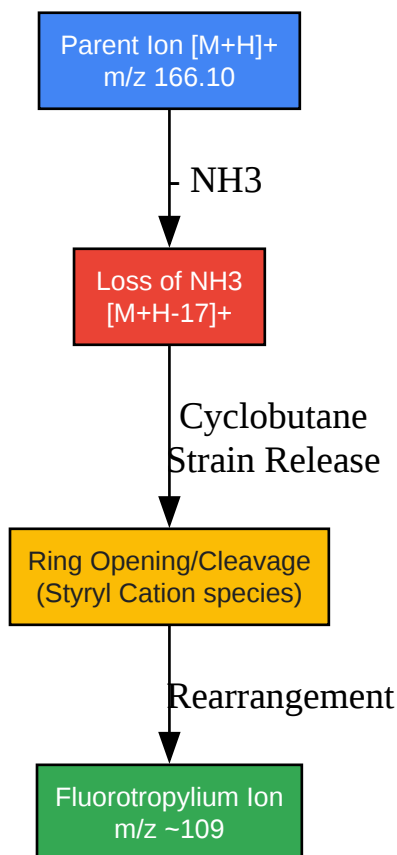 Parent Ion [M+H]+
m/z 166.10
- NH3
Loss of NH3
[M+H-17]+
Cyclobutane
Strain Release
Ring Opening/Cleavage
(Styryl Cation species)
Rearrangement
Fluorotropylium Ion
m/z ~109